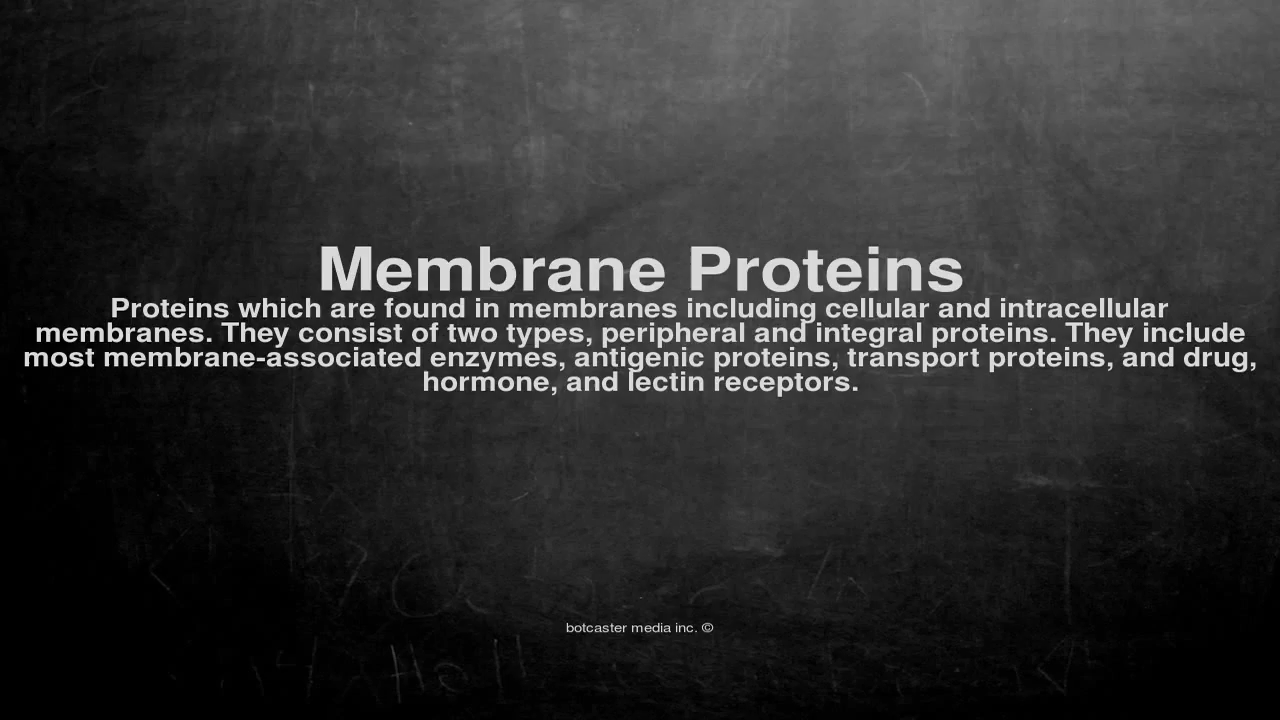 Membrane Proteins
Proteins which are found in membranes including cellular and intracellular
membranes. They consist of two types, peripheral and integral proteins. They include
most membrane-associated enzymes, antigenic proteins, transport proteins, and drug,
hormone, and lectin receptors.
botcaster media inc. ©